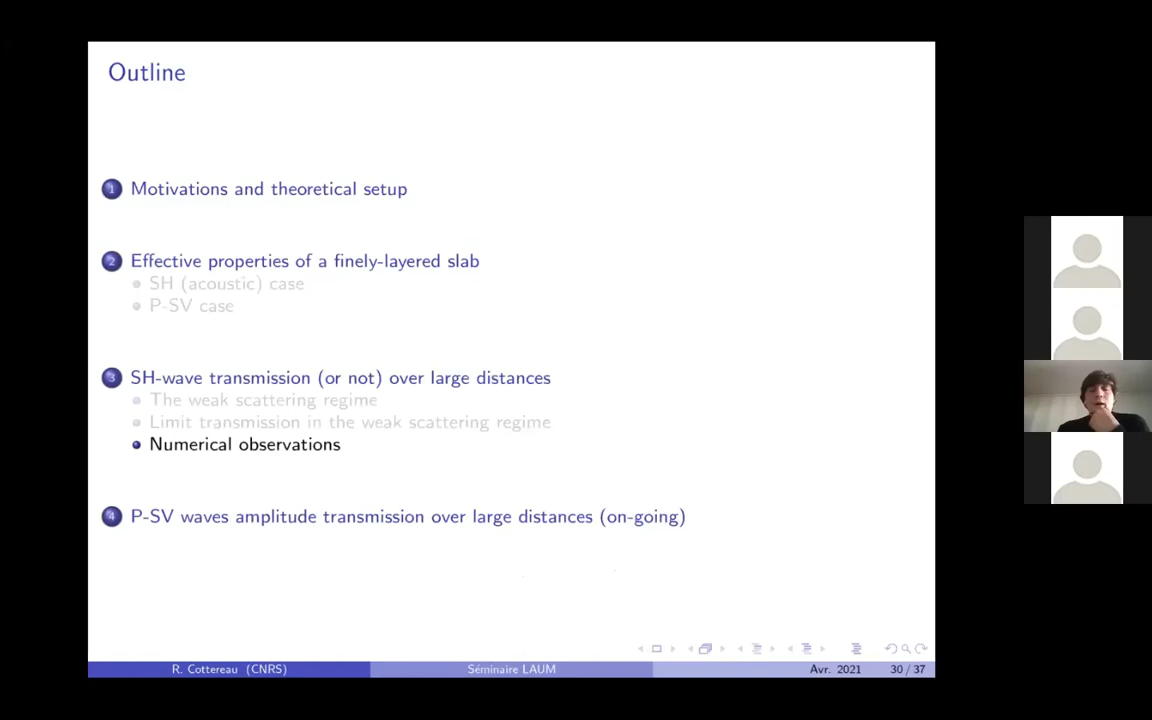 Outline
1 Motivations and theoretical setup
2 Effective properties of a finely-layered slab
SH (acoustic) case
P-SV case
3 SH-wave transmission (or not) over large distances
The weak scattering regime
Limit transmission in the weak scattering regime
Numerical observations
4 P-SV waves amplitude transmission over large distances (on-going)
R. Cottereau (CNRS) Séminaire LAUM Avr. 2021 30 / 37